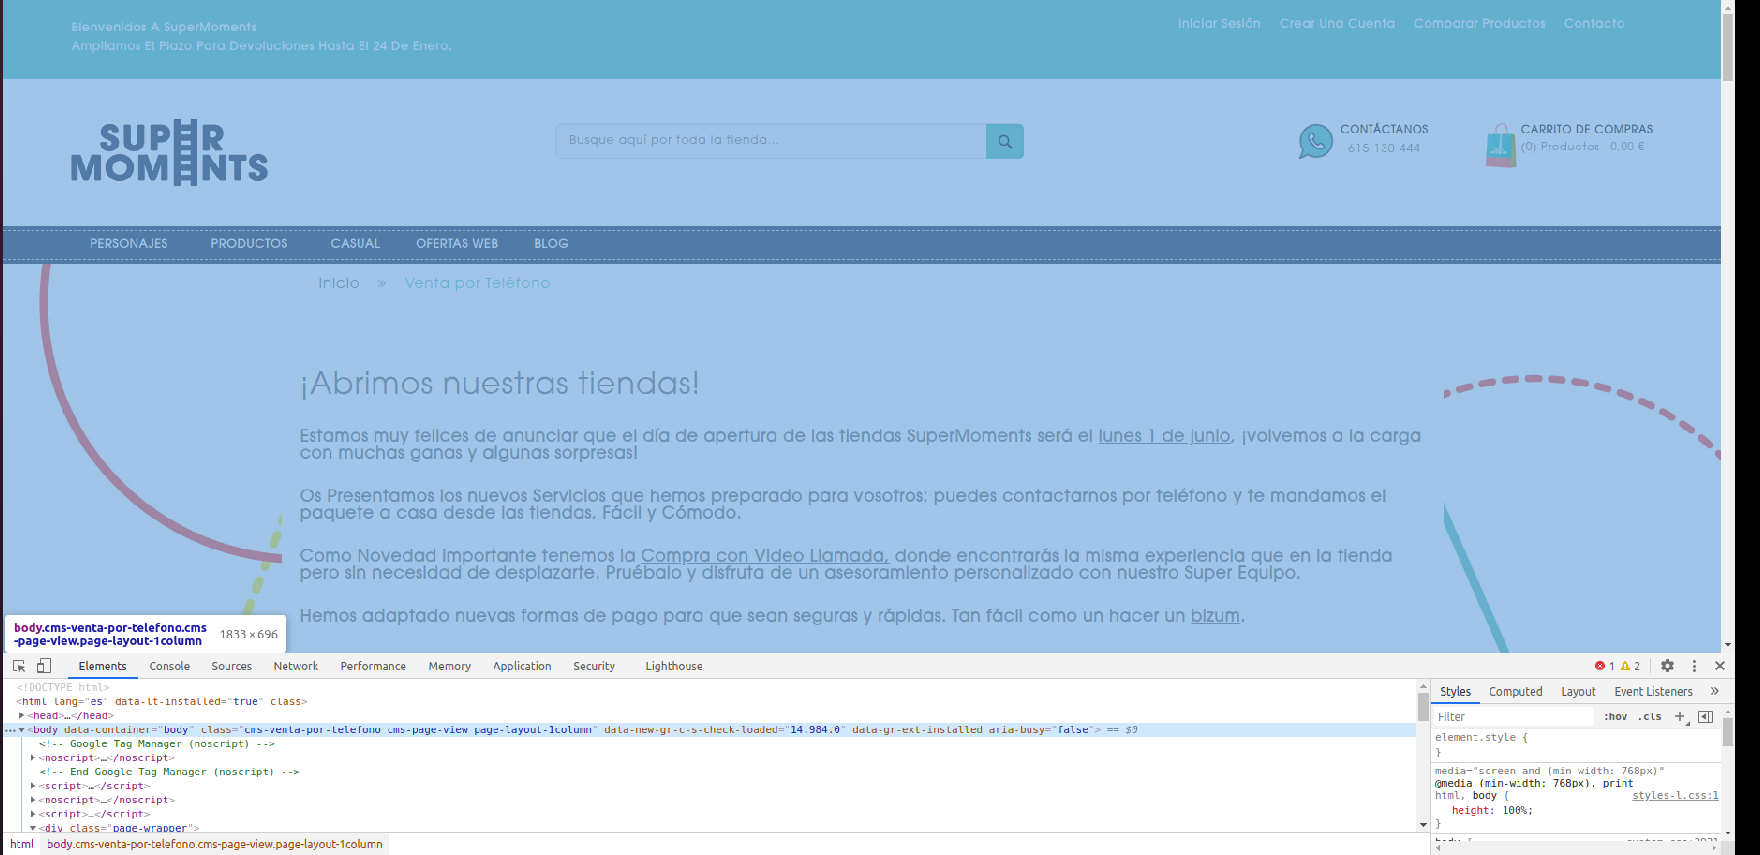 Bienvenidos A SuperMoments
Ampliamos El Plazo Para Devoluciones Hasta El 24 De Enero.
Iniciar Sesión Crear Una Cuenta Comparar Productos Contacto
SUPER
MOMENTS
Busque aquí por toda la tienda...
CONTÁCTANOS
615 130 444
CARRITO DE COMPRAS
(0) Productos 0,00 €
PERSONAJES PRODUCTOS CASUAL OFERTAS WEB BLOG
Inicio » Venta por Teléfono
¡Abrimos nuestras tiendas!
Estamos muy felices de anunciar que el día de apertura de las tiendas SuperMoments será el lunes 1 de junio, ¡volvemos a la carga
con muchas ganas y algunas sorpresas!
Os Presentamos los nuevos Servicios que hemos preparado para vosotros: puedes contactarnos por teléfono y te mandamos el
paquete a casa desde las tiendas. Fácil y Cómodo.
Como Novedad importante tenemos la Compra con Video Llamada, donde encontrarás la misma experiencia que en la tienda
pero sin necesidad de desplazarte. Pruébalo y disfruta de un asesoramiento personalizado con nuestro Super Equipo.
Hemos adaptado nuevas formas de pago para que sean seguras y rápidas. Tan fácil como un hacer un bizum.
body.cms-venta-por-telefono.cms
-page-view.page-layout-1column 1833 × 696
Elements Console Sources Network Performance Memory Application Security Lighthouse 1 2
<!DOCTYPE html>
<html lang="es" data-lt-installed="true" class>
<head>…</head>
<body data-container="body" class="cms-venta-por-telefono cms-page-view page-layout-1column" data-new-gr-c-s-check-loaded="14.984.0" data-gr-ext-installed aria-busy="false"> == $0
<!-- Google Tag Manager (noscript) -->
<noscript>…</noscript>
<!-- End Google Tag Manager (noscript) -->
<script>…</script>
<noscript>…</noscript>
<script>…</script>
<div class="page-wrapper">
html body.cms-venta-por-telefono.cms-page-view.page-layout-1column
Styles Computed Layout Event Listeners »
Filter :hov .cls +
element.style {
}
media="screen and (min-width: 768px)"
@media (min-width: 768px), print
html, body { styles-l.css:1
height: 100%;
}